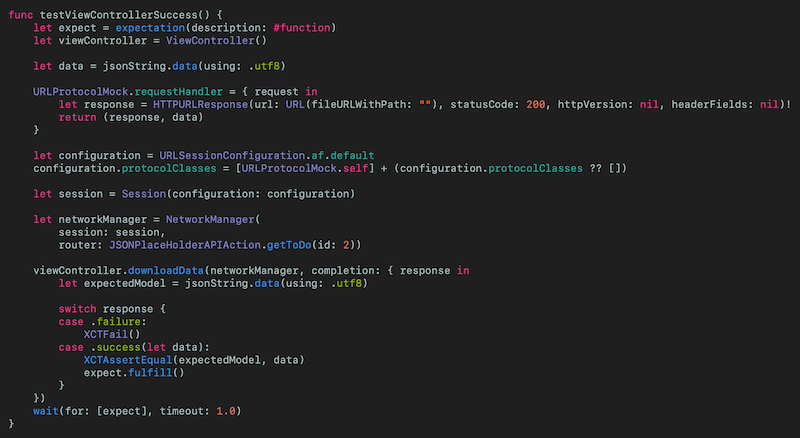 func testViewControllerSuccess() {
    let expect = expectation(description: #function)
    let viewController = ViewController()

    let data = jsonString.data(using: .utf8)

    URLProtocolMock.requestHandler = { request in
        let response = HTTPURLResponse(url: URL(fileURLWithPath: ""), statusCode: 200, httpVersion: nil, headerFields: nil)!
        return (response, data)
    }

    let configuration = URLSessionConfiguration.af.default
    configuration.protocolClasses = [URLProtocolMock.self] + (configuration.protocolClasses ?? [])

    let session = Session(configuration: configuration)

    let networkManager = NetworkManager(
        session: session,
        router: JSONPlaceHolderAPIAction.getToDo(id: 2))

    viewController.downloadData(networkManager, completion: { response in
        let expectedModel = jsonString.data(using: .utf8)

        switch response {
        case .failure:
            XCTFail()
        case .success(let data):
            XCTAssertEqual(expectedModel, data)
            expect.fulfill()
        }
    })
    wait(for: [expect], timeout: 1.0)
}